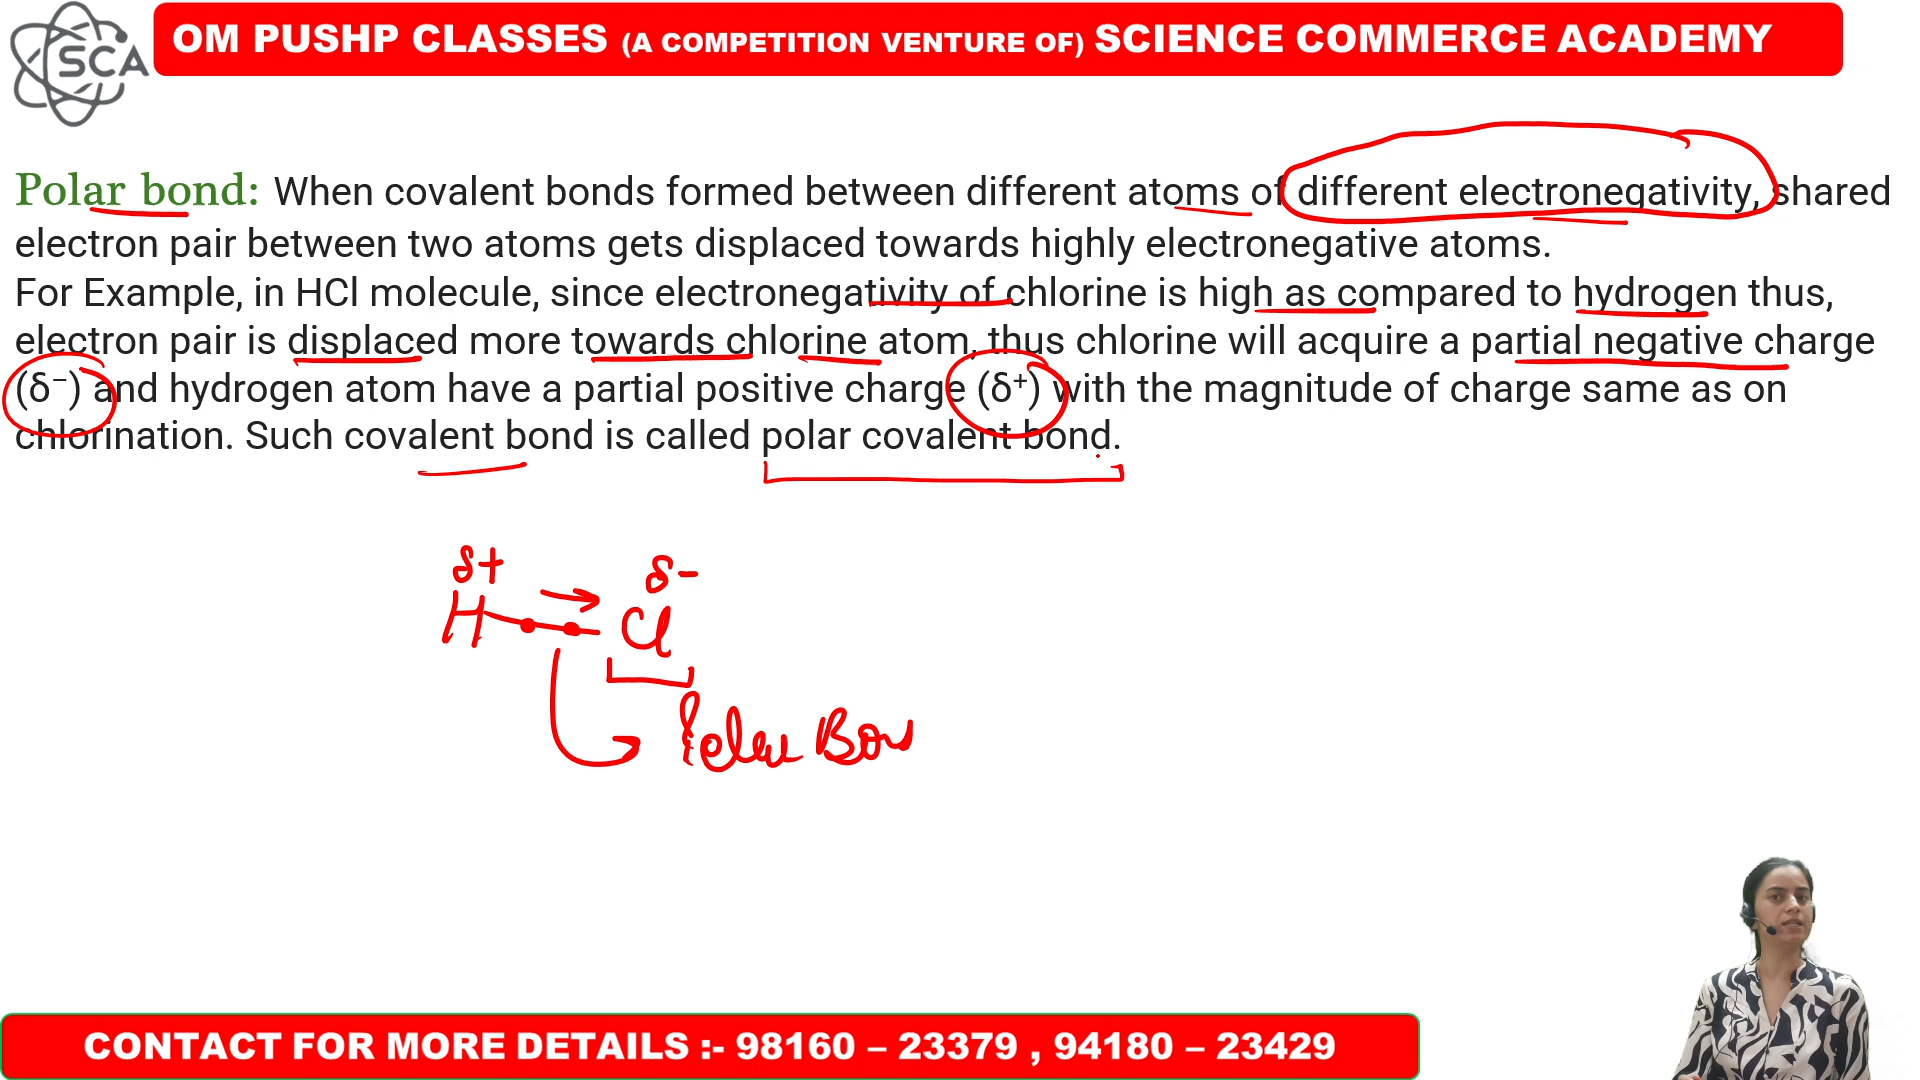 SCA
OM PUSHP CLASSES (A COMPETITION VENTURE OF) SCIENCE COMMERCE ACADEMY
Polar bond: When covalent bonds formed between different atoms of different electronegativity, shared
electron pair between two atoms gets displaced towards highly electronegative atoms.
For Example, in HCl molecule, since electronegativity of chlorine is high as compared to hydrogen thus,
electron pair is displaced more towards chlorine atom, thus chlorine will acquire a partial negative charge
(δ⁻) and hydrogen atom have a partial positive charge (δ⁺) with the magnitude of charge same as on
chlorination. Such covalent bond is called polar covalent bond.
δ+ δ-
H Cl
Polar Bon
CONTACT FOR MORE DETAILS :- 98160 – 23379 , 94180 – 23429